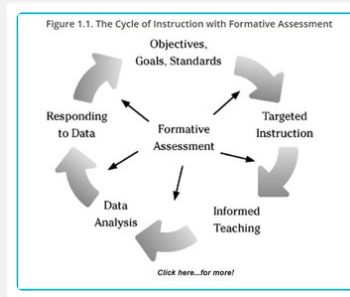 Figure 1.1. The Cycle of Instruction with Formative Assessment
Objectives,
Goals, Standards
Targeted
Instruction
Informed
Teaching
Data
Analysis
Responding
to Data
Formative
Assessment
Click here...for more!